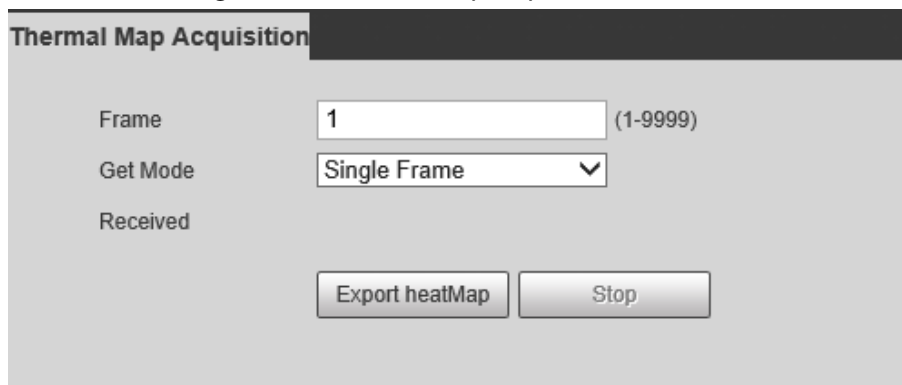 Thermal Map Acquisition
Frame 1 (1-9999)
Get Mode Single Frame
Received
Export heatMap Stop